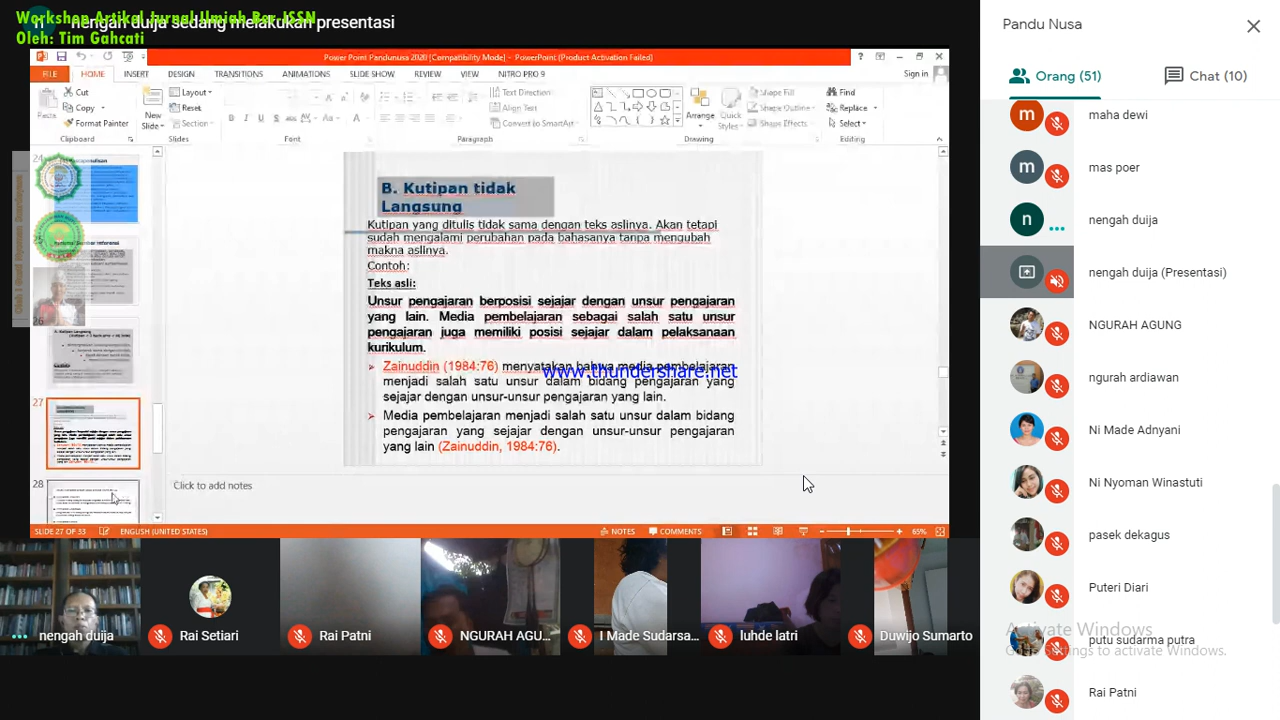 Workshop Artikel Jurnal Ilmiah Ber-ISSN
nengah duija sedang melakukan presentasi
Oleh: Tim Gahcati
Power Point Pandunusa 2020 [Compatibility Mode] - PowerPoint (Product Activation Failed)
FILE HOME INSERT DESIGN TRANSITIONS ANIMATIONS SLIDE SHOW REVIEW VIEW NITRO PRO 9 Sign in
Paste
Cut
Copy
Format Painter
Clipboard
New Slide
Layout
Reset
Section
Slides
Font
Text Direction
Align Text
Convert to SmartArt
Paragraph
Arrange
Quick Styles
Shape Fill
Shape Outline
Shape Effects
Drawing
Find
Replace
Select
Editing
24
26
27
28
B. Kutipan tidak
Langsung
Kutipan yang ditulis tidak sama dengan teks aslinya. Akan tetapi
sudah mengalami perubahan pada bahasanya tanpa mengubah
makna aslinya.
Contoh:
Teks asli:
Unsur pengajaran berposisi sejajar dengan unsur pengajaran
yang lain. Media pembelajaran sebagai salah satu unsur
pengajaran juga memiliki posisi sejajar dalam pelaksanaan
kurikulum.
Zainuddin (1984:76) menyatakan bahwa media pembelajaran
menjadi salah satu unsur dalam bidang pengajaran yang
sejajar dengan unsur-unsur pengajaran yang lain.
Media pembelajaran menjadi salah satu unsur dalam bidang
pengajaran yang sejajar dengan unsur-unsur pengajaran
yang lain (Zainuddin, 1984:76).
www.thundershare.net
Click to add notes
SLIDE 27 OF 33 ENGLISH (UNITED STATES) NOTES COMMENTS 65%
nengah duija
Rai Setiari
Rai Patni
NGURAH AGU...
I Made Sudarsa...
luhde latri
Duwijo Sumarto
Pandu Nusa
Orang (51)
Chat (10)
maha dewi
mas poer
nengah duija
nengah duija (Presentasi)
NGURAH AGUNG
ngurah ardiawan
Ni Made Adnyani
Ni Nyoman Winastuti
pasek dekagus
Puteri Diari
Activate Windows
putu sudarma putra
Go to Settings to activate Windows.
Rai Patni